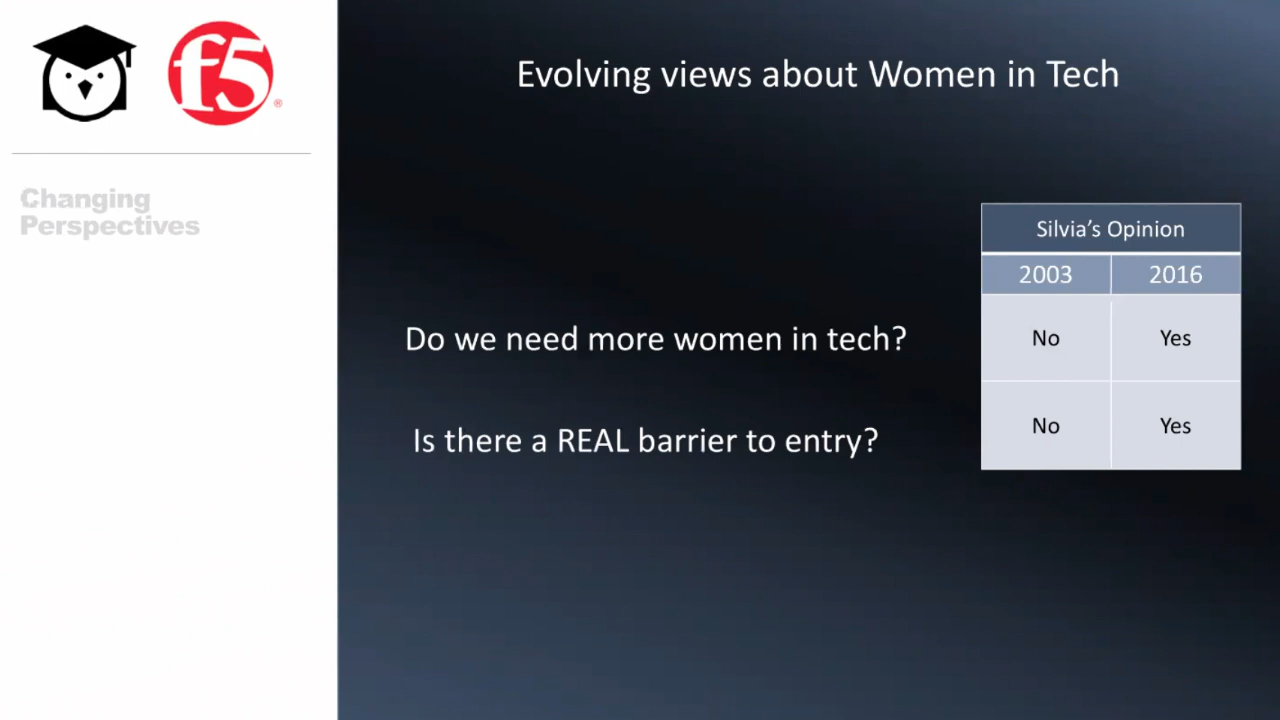 f5®
Changing
Perspectives
Evolving views about Women in Tech
Silvia’s Opinion
2003 2016
Do we need more women in tech? No Yes
Is there a REAL barrier to entry? No Yes